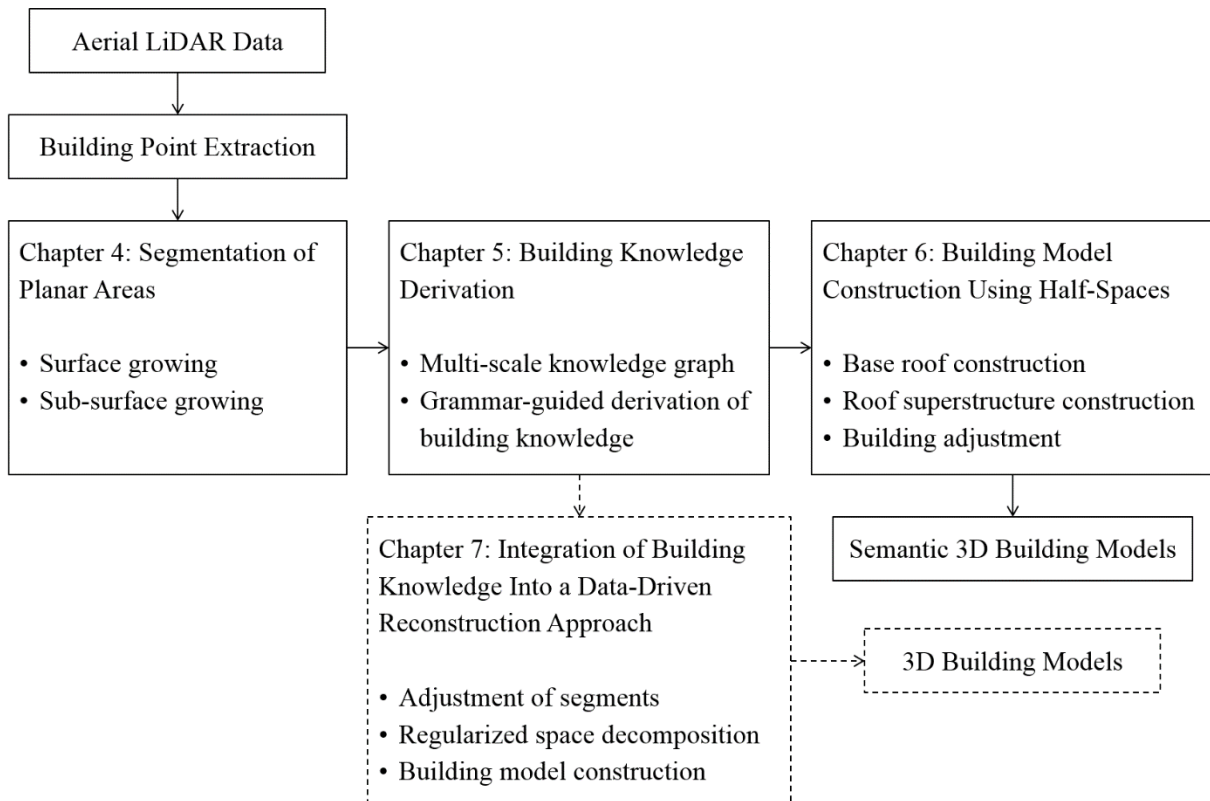 Aerial LiDAR Data
Building Point Extraction
Chapter 4: Segmentation of
Planar Areas
• Surface growing
• Sub-surface growing
Chapter 5: Building Knowledge
Derivation
• Multi-scale knowledge graph
• Grammar-guided derivation of
building knowledge
Chapter 6: Building Model
Construction Using Half-Spaces
• Base roof construction
• Roof superstructure construction
• Building adjustment
Chapter 7: Integration of Building
Knowledge Into a Data-Driven
Reconstruction Approach
• Adjustment of segments
• Regularized space decomposition
• Building model construction
Semantic 3D Building Models
3D Building Models